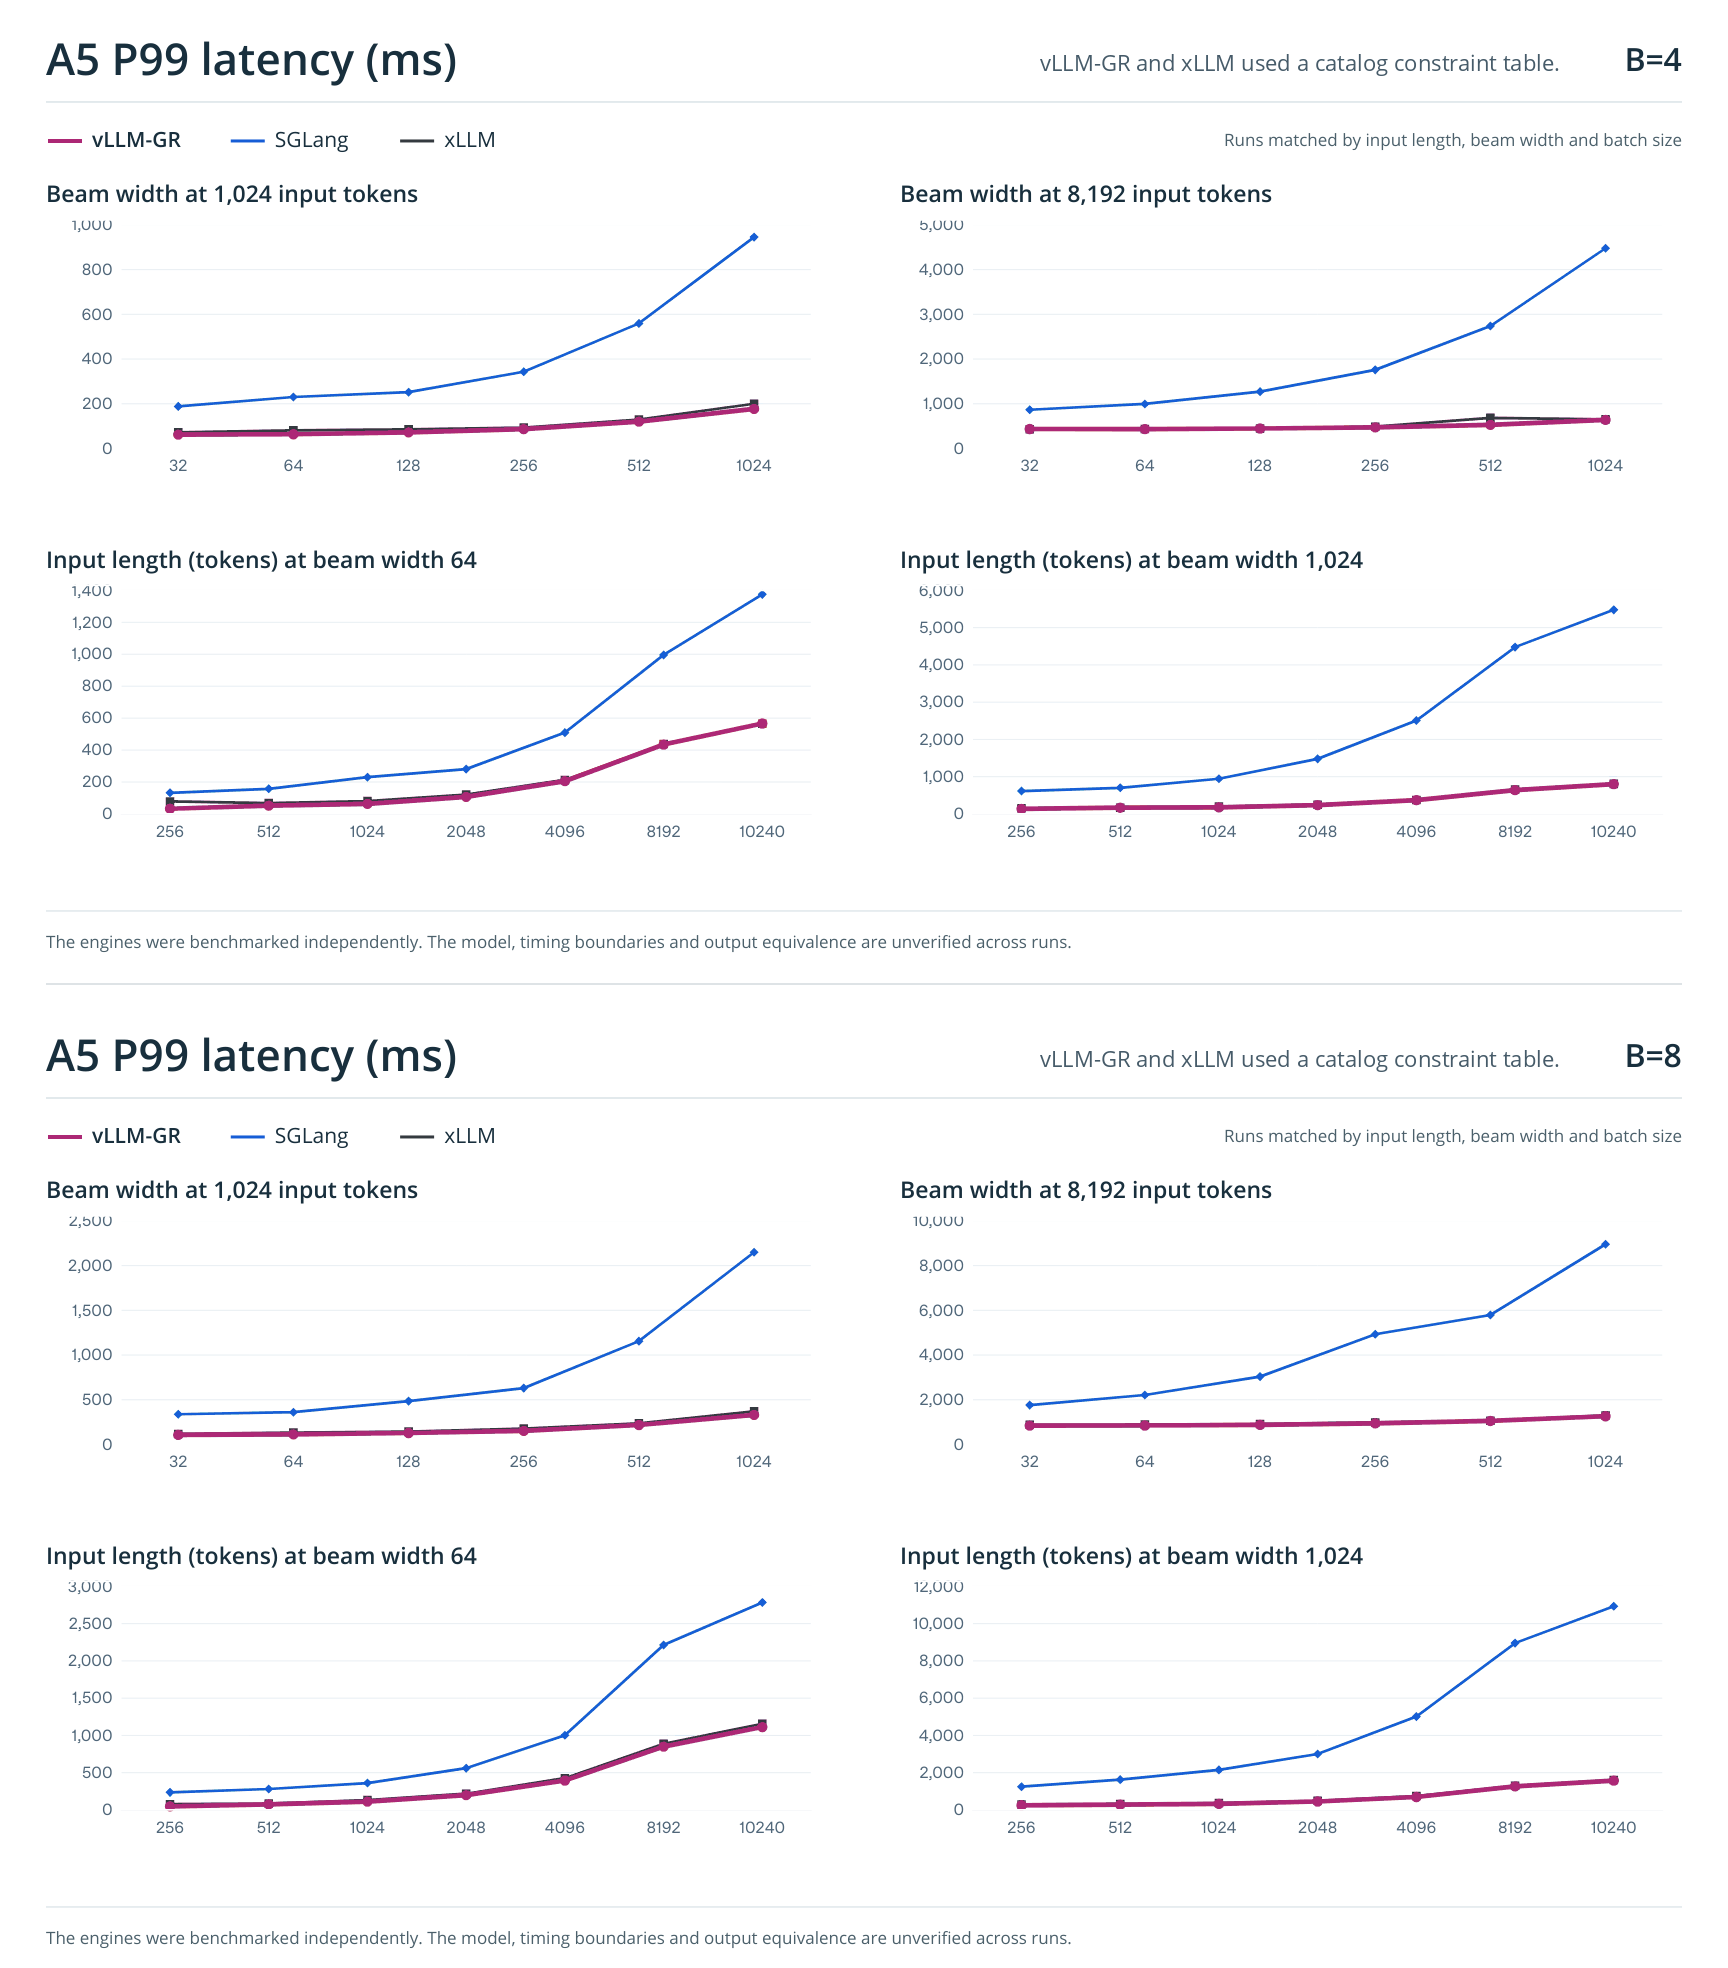 A5 P99 latency (ms)
vLLM-GR and xLLM used a catalog constraint table.
B=4
vLLM-GR
SGLang
xLLM
Runs matched by input length, beam width and batch size
Beam width at 1,024 input tokens
1,000
800
600
400
200
0
32 64 128 256 512 1024
Beam width at 8,192 input tokens
5,000
4,000
3,000
2,000
1,000
0
32 64 128 256 512 1024
Input length (tokens) at beam width 64
1,400
1,200
1,000
800
600
400
200
0
256 512 1024 2048 4096 8192 10240
Input length (tokens) at beam width 1,024
6,000
5,000
4,000
3,000
2,000
1,000
0
256 512 1024 2048 4096 8192 10240
The engines were benchmarked independently. The model, timing boundaries and output equivalence are unverified across runs.
A5 P99 latency (ms)
vLLM-GR and xLLM used a catalog constraint table.
B=8
vLLM-GR
SGLang
xLLM
Runs matched by input length, beam width and batch size
Beam width at 1,024 input tokens
2,500
2,000
1,500
1,000
500
0
32 64 128 256 512 1024
Beam width at 8,192 input tokens
10,000
8,000
6,000
4,000
2,000
0
32 64 128 256 512 1024
Input length (tokens) at beam width 64
3,000
2,500
2,000
1,500
1,000
500
0
256 512 1024 2048 4096 8192 10240
Input length (tokens) at beam width 1,024
12,000
10,000
8,000
6,000
4,000
2,000
0
256 512 1024 2048 4096 8192 10240
The engines were benchmarked independently. The model, timing boundaries and output equivalence are unverified across runs.